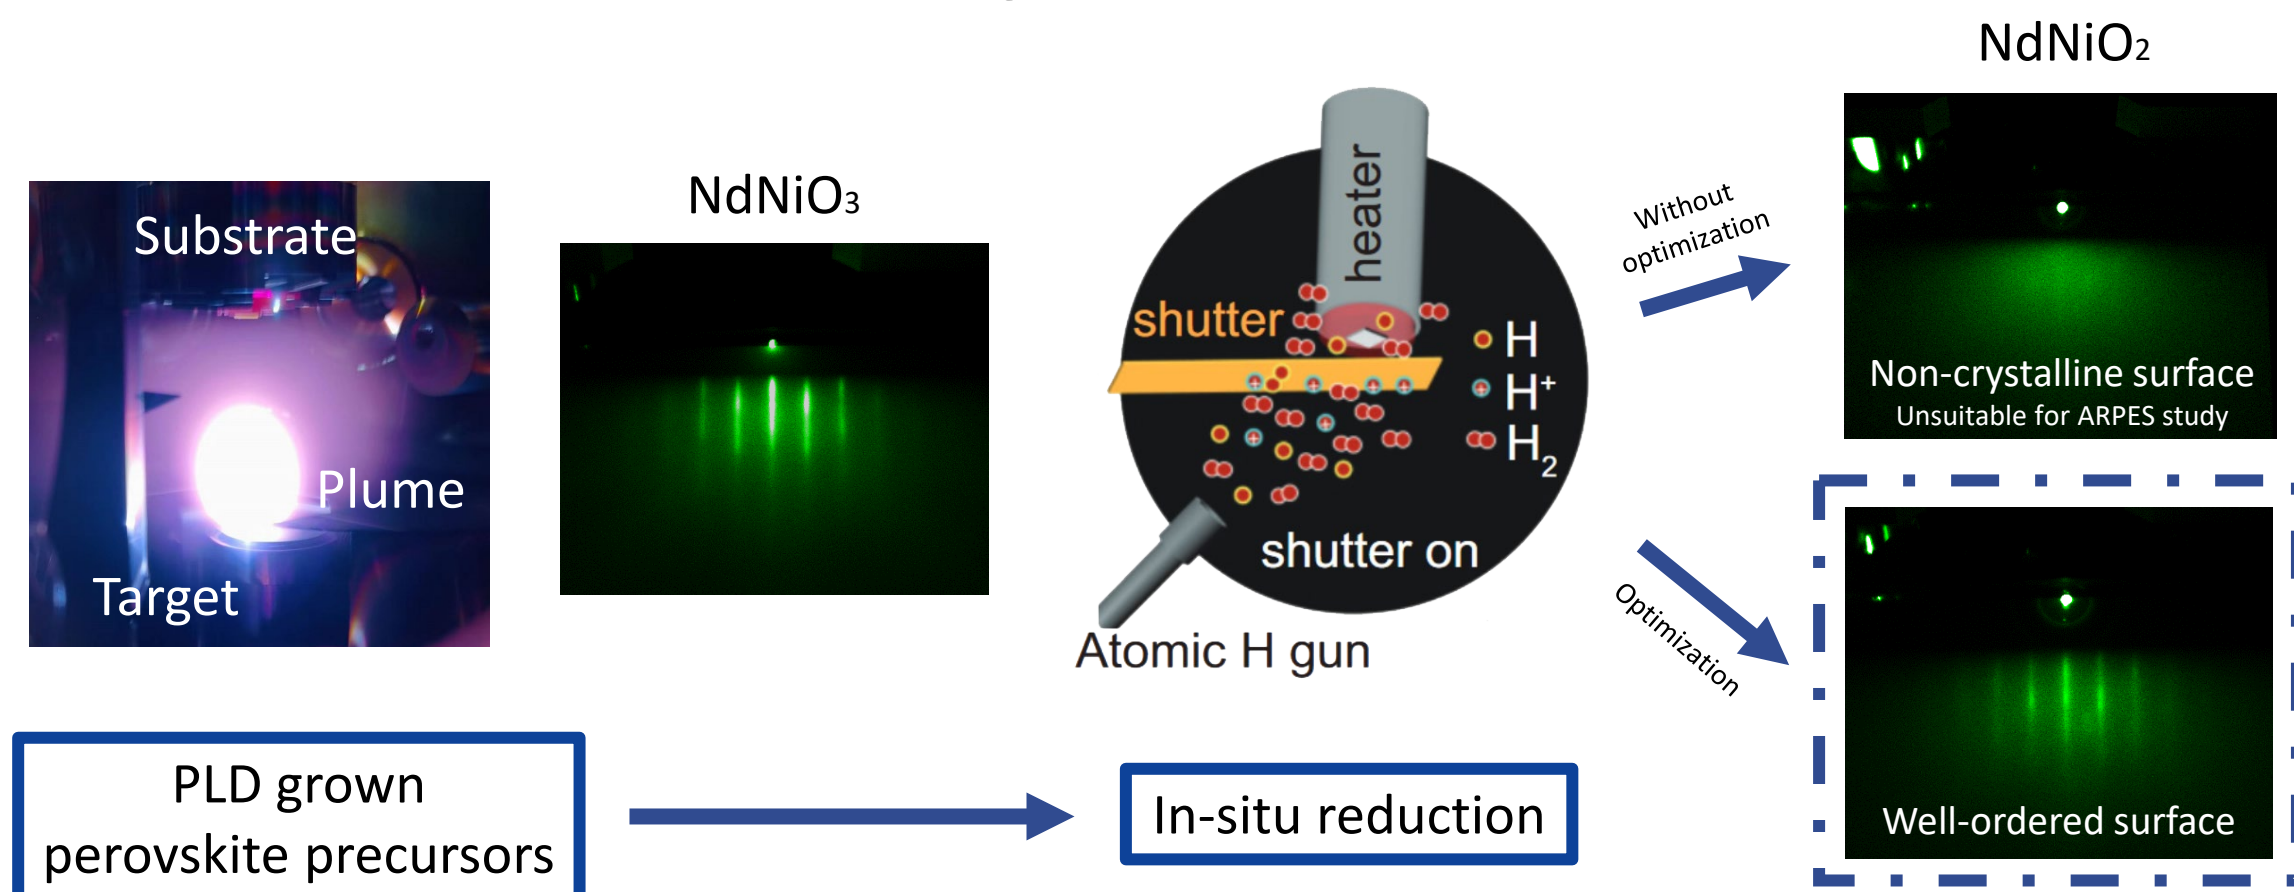 Substrate
Plume
Target
NdNiO₃
heater
shutter
H
H⁺
H₂
shutter on
Atomic H gun
Without
optimization
Optimization
NdNiO₂
Non-crystalline surface
Unsuitable for ARPES study
Well-ordered surface
PLD grown
perovskite precursors
In-situ reduction